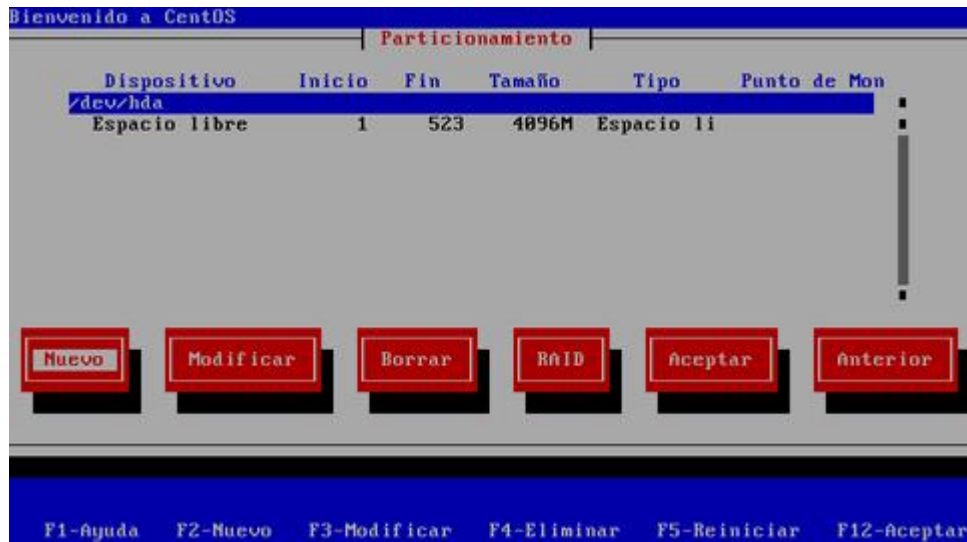 Bienvenido a CentOS
Particionamiento
Dispositivo Inicio Fin Tamaño Tipo Punto de Mon
/dev/hda
Espacio libre 1 523 4096M Espacio li
Nuevo Modificar Borrar RAID Aceptar Anterior
F1-Ayuda F2-Nuevo F3-Modificar F4-Eliminar F5-Reiniciar F12-Aceptar